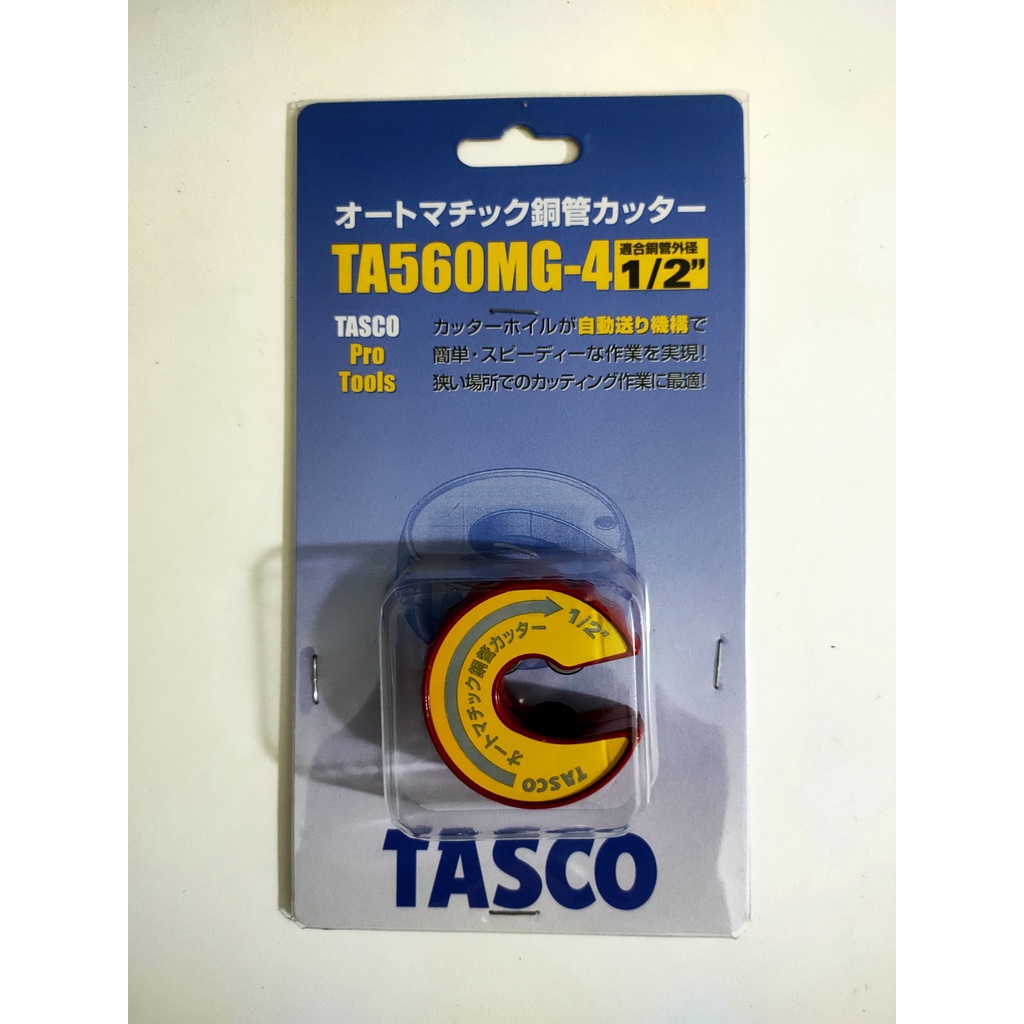 オートマチック銅管カッター
TA560MG-4
適合銅管外径
1/2"
TASCO
Pro
Tools
カッターホイルが自動送り機構で
簡単・スピーディーな作業を実現!
狭い場所でのカッティング作業に最適!
1/2"
オートマチック銅管カッター
TASCO
TASCO